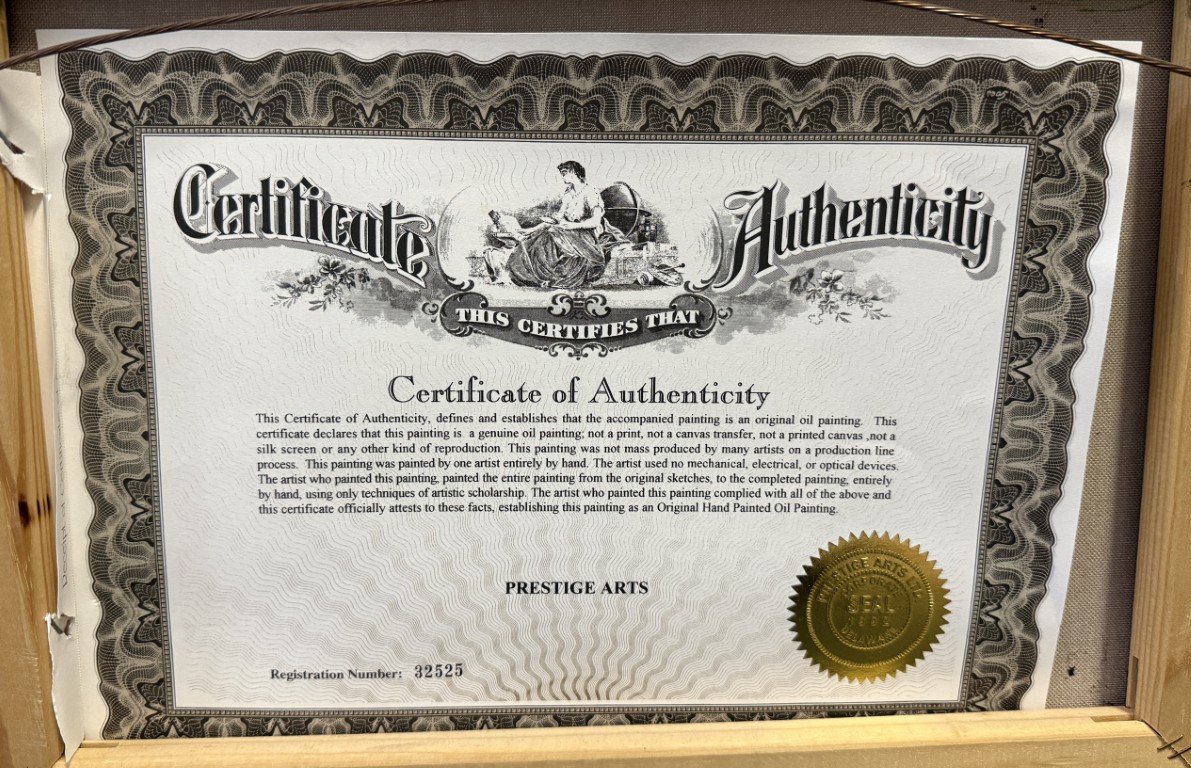 Certificate Authenticity
THIS CERTIFIES THAT
Certificate of Authenticity
This Certificate of Authenticity, defines and establishes that the accompanied painting is an original oil painting. This
certificate declares that this painting is a genuine oil painting; not a print, not a canvas transfer, not a printed canvas ,not a
silk screen or any other kind of reproduction. This painting was not mass produced by many artists on a production line
process. This painting was painted by one artist entirely by hand. The artist used no mechanical, electrical, or optical devices.
The artist who painted this painting, painted the entire painting from the original sketches, to the completed painting, entirely
by hand, using only techniques of artistic scholarship. The artist who painted this painting complied with all of the above and
this certificate officially attests to these facts, establishing this painting as an Original Hand Painted Oil Painting.
PRESTIGE ARTS
PRESTIGE ARTS
SEAL
DELAWARE
Registration Number: 32525